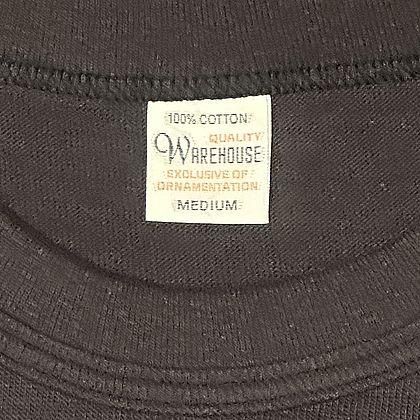 100% COTTON
QUALITY
WAREHOUSE
EXCLUSIVE OF
ORNAMENTATION
MEDIUM